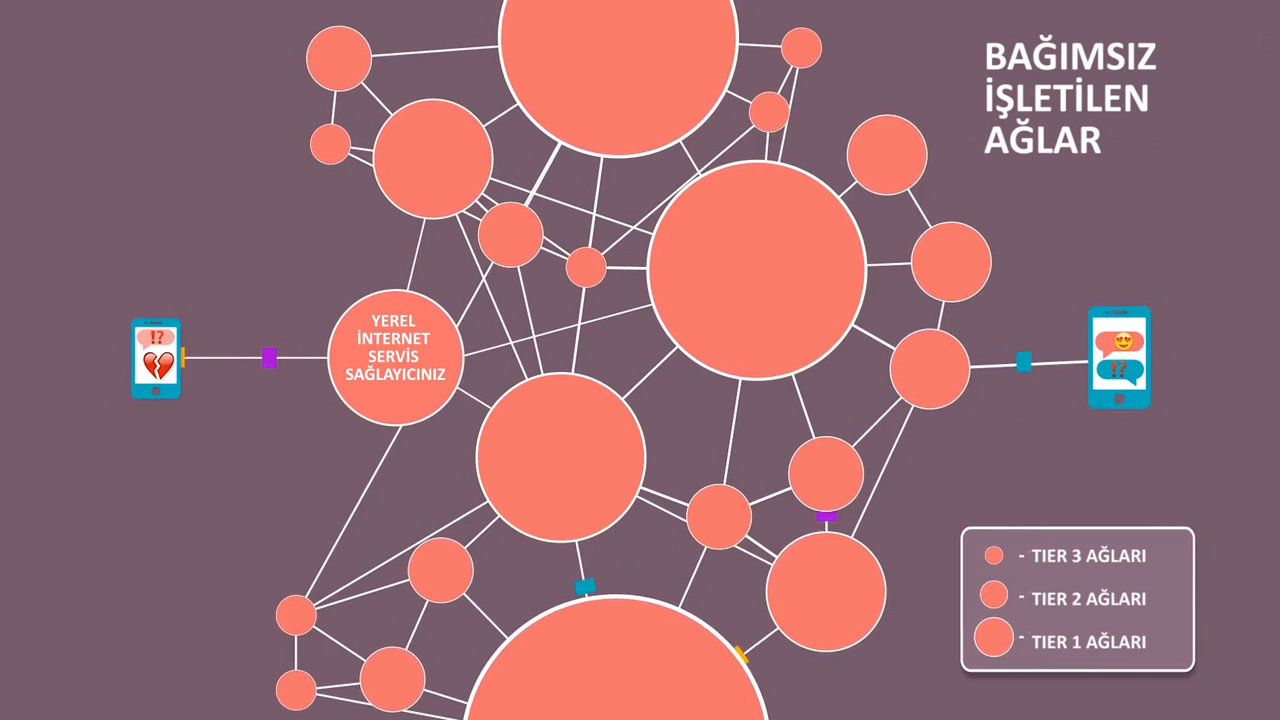 BAĞIMSIZ
İŞLETİLEN
AĞLAR
!?
YEREL
İNTERNET
SERVİS
SAĞLAYICINIZ
!?
- TIER 3 AĞLARI
- TIER 2 AĞLARI
- TIER 1 AĞLARI